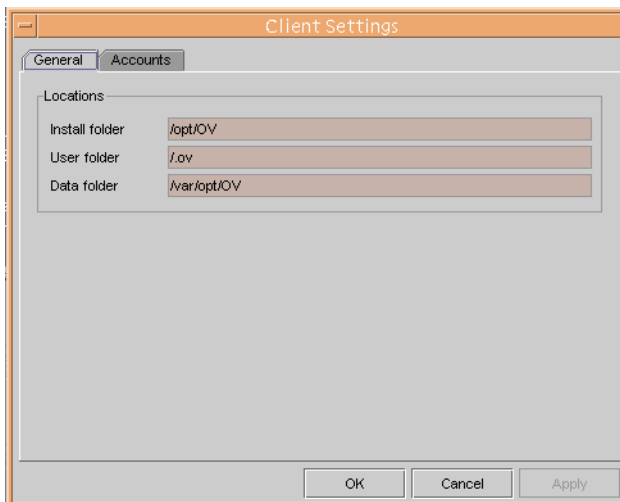 Client Settings
General Accounts
Locations
Install folder /opt/OV
User folder /.ov
Data folder /var/opt/OV
OK Cancel Apply